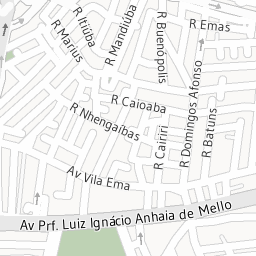 R Emas
R Itiúba
R Mandiúba
R Buenópolis
R Marius
R Caioaba
R Nhengaíbas
R Cairiri
R Domingos Afonso
R Batuns
Av Vila Ema
Av Prf. Luiz Ignácio Anhaia de Mello